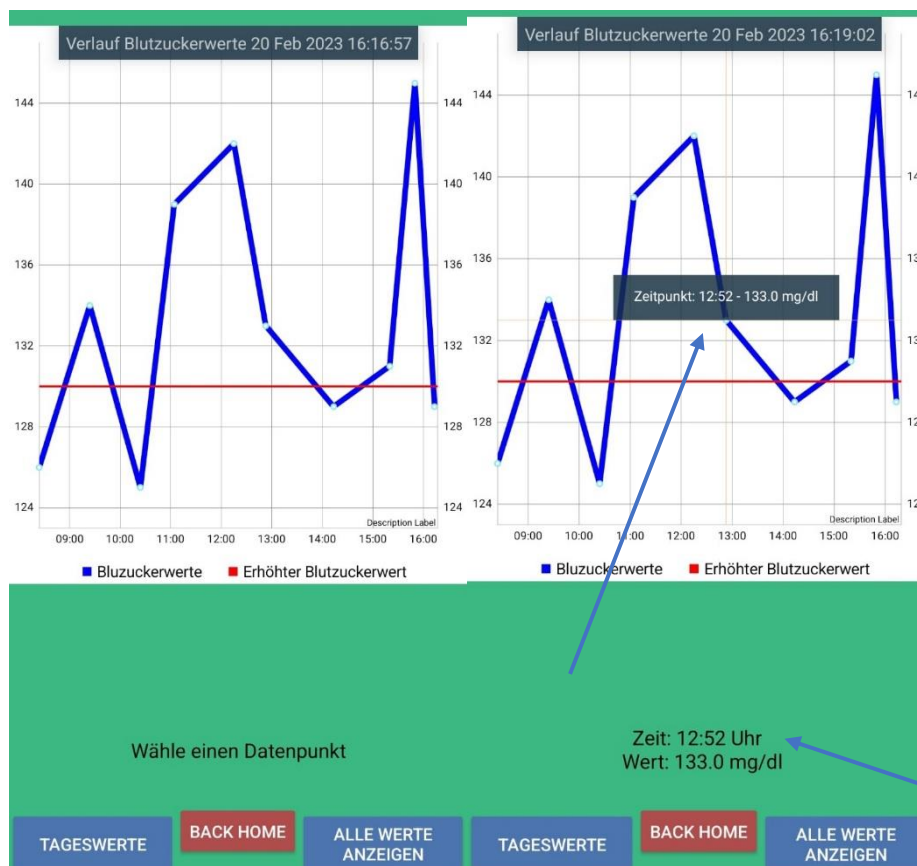 Verlauf Blutzuckerwerte 20 Feb 2023 16:16:57
144
140
136
132
128
124
144
140
136
132
128
124
Description Label
09:00 10:00 11:00 12:00 13:00 14:00 15:00 16:00
Bluzuckerwerte Erhöhter Blutzuckerwert
Wähle einen Datenpunkt
TAGESWERTE
BACK HOME
ALLE WERTE
ANZEIGEN
Verlauf Blutzuckerwerte 20 Feb 2023 16:19:02
144
140
136
132
128
124
Zeitpunkt: 12:52 - 133.0 mg/dl
Description Label
09:00 10:00 11:00 12:00 13:00 14:00 15:00 16:00
Bluzuckerwerte Erhöhter Blutzuckerwert
Zeit: 12:52 Uhr
Wert: 133.0 mg/dl
TAGESWERTE
BACK HOME
ALLE WERTE
ANZEIGEN